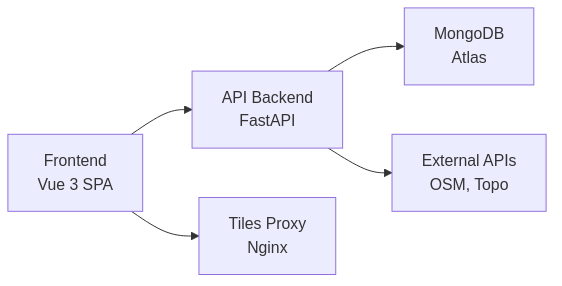 Frontend
Vue 3 SPA
API Backend
FastAPI
Tiles Proxy
Nginx
MongoDB
Atlas
External APIs
OSM, Topo